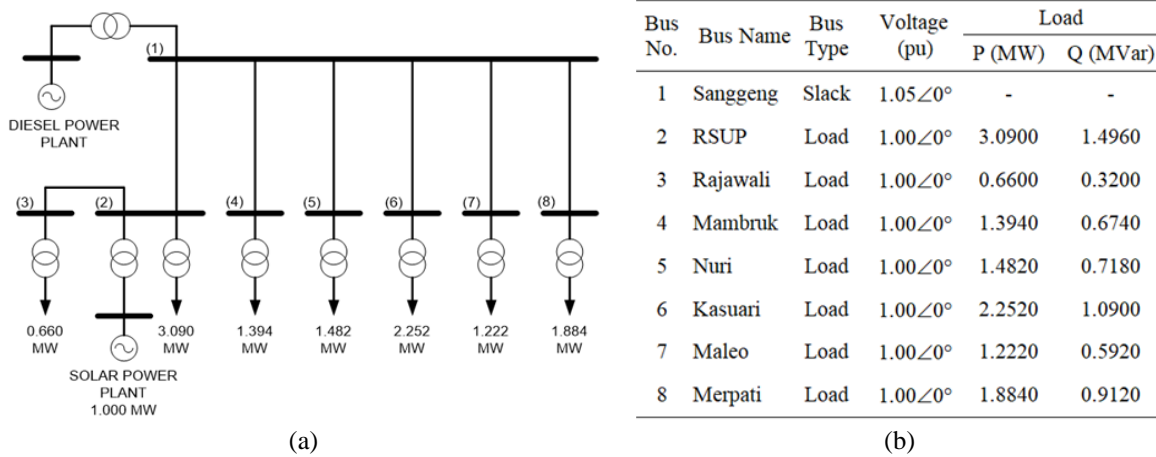 (1)
DIESEL POWER
PLANT
(3)
(2)
(4)
(5)
(6)
(7)
(8)
0.660
MW
3.090
MW
1.394
MW
1.482
MW
2.252
MW
1.222
MW
1.884
MW
SOLAR POWER
PLANT
1.000 MW
(a)
Bus No. Bus Name Bus Type Voltage (pu) Load
P (MW) Q (MVar)
1 Sanggeng Slack 1.05∠0° - -
2 RSUP Load 1.00∠0° 3.0900 1.4960
3 Rajawali Load 1.00∠0° 0.6600 0.3200
4 Mambruk Load 1.00∠0° 1.3940 0.6740
5 Nuri Load 1.00∠0° 1.4820 0.7180
6 Kasuari Load 1.00∠0° 2.2520 1.0900
7 Maleo Load 1.00∠0° 1.2220 0.5920
8 Merpati Load 1.00∠0° 1.8840 0.9120
(b)